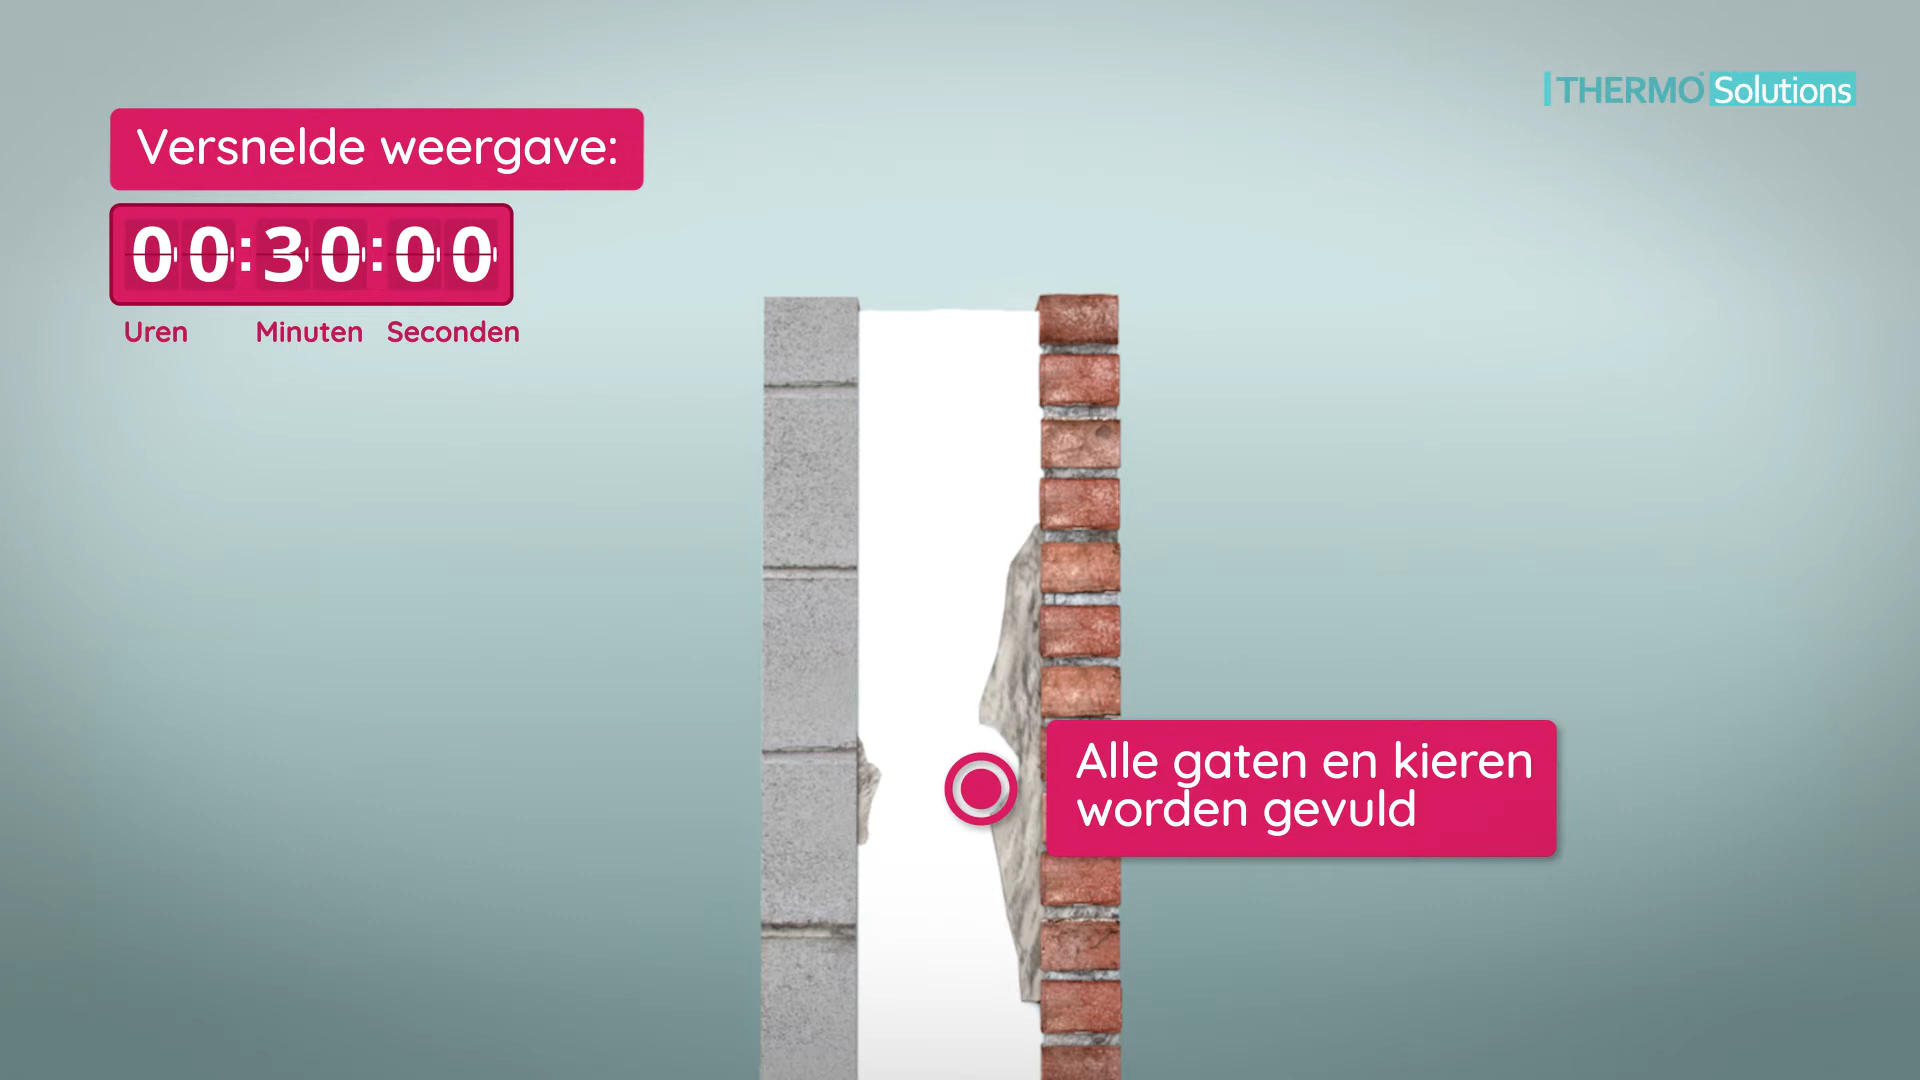 THERMO Solutions
Versnelde weergave:
00:30:00
Uren Minuten Seconden
Alle gaten en kieren
worden gevuld